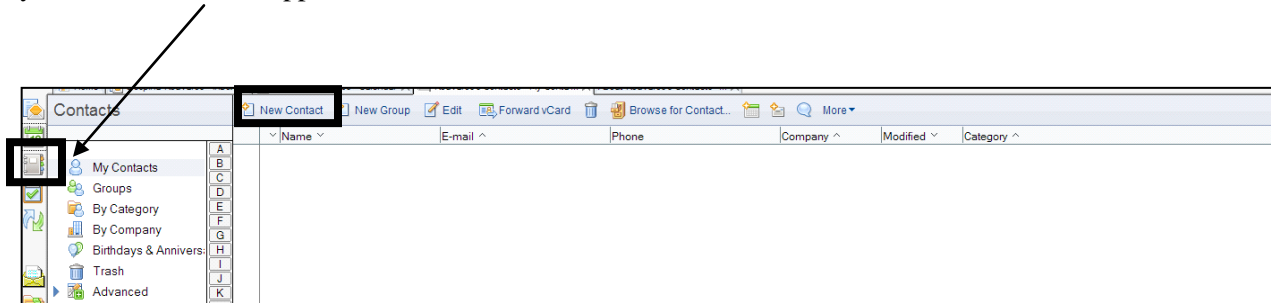 Contacts
New Contact New Group Edit Forward vCard Browse for Contact... More
Name E-mail Phone Company Modified Category
A
My Contacts B
C
Groups D
By Category E
F
By Company G
Birthdays & Annivers H
I
Trash J
Advanced K